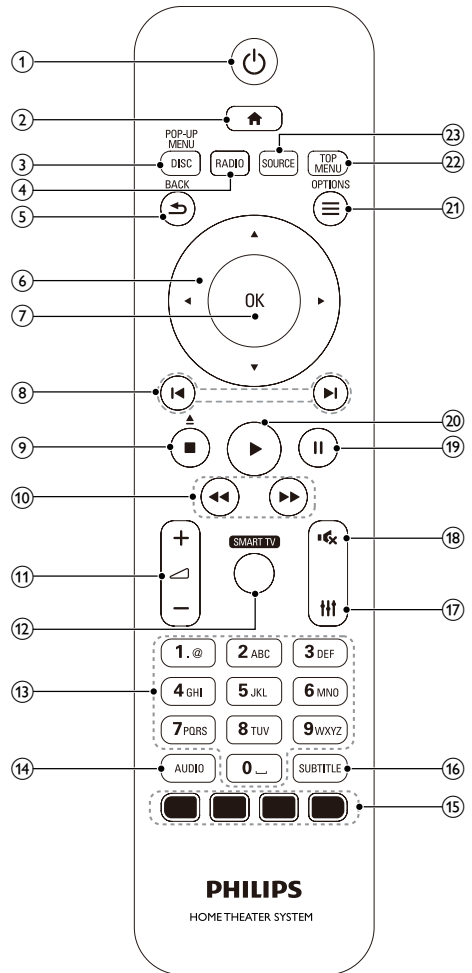 ①
②
POP-UP
MENU
㉓
③ DISC RADIO SOURCE TOP
MENU ㉒
④
BACK OPTIONS
⑤ ㉑
⑥
⑦ OK
⑧
⑨ ⑳
⑲
⑩
⑱
+ SMART TV
⑪
− ⑫ ⑰
1.@ 2 ABC 3 DEF
⑬ 4 GHI 5 JKL 6 MNO
7 PQRS 8 TUV 9 WXYZ
⑭ AUDIO 0 SUBTITLE ⑯
⑮
PHILIPS
HOME THEATER SYSTEM